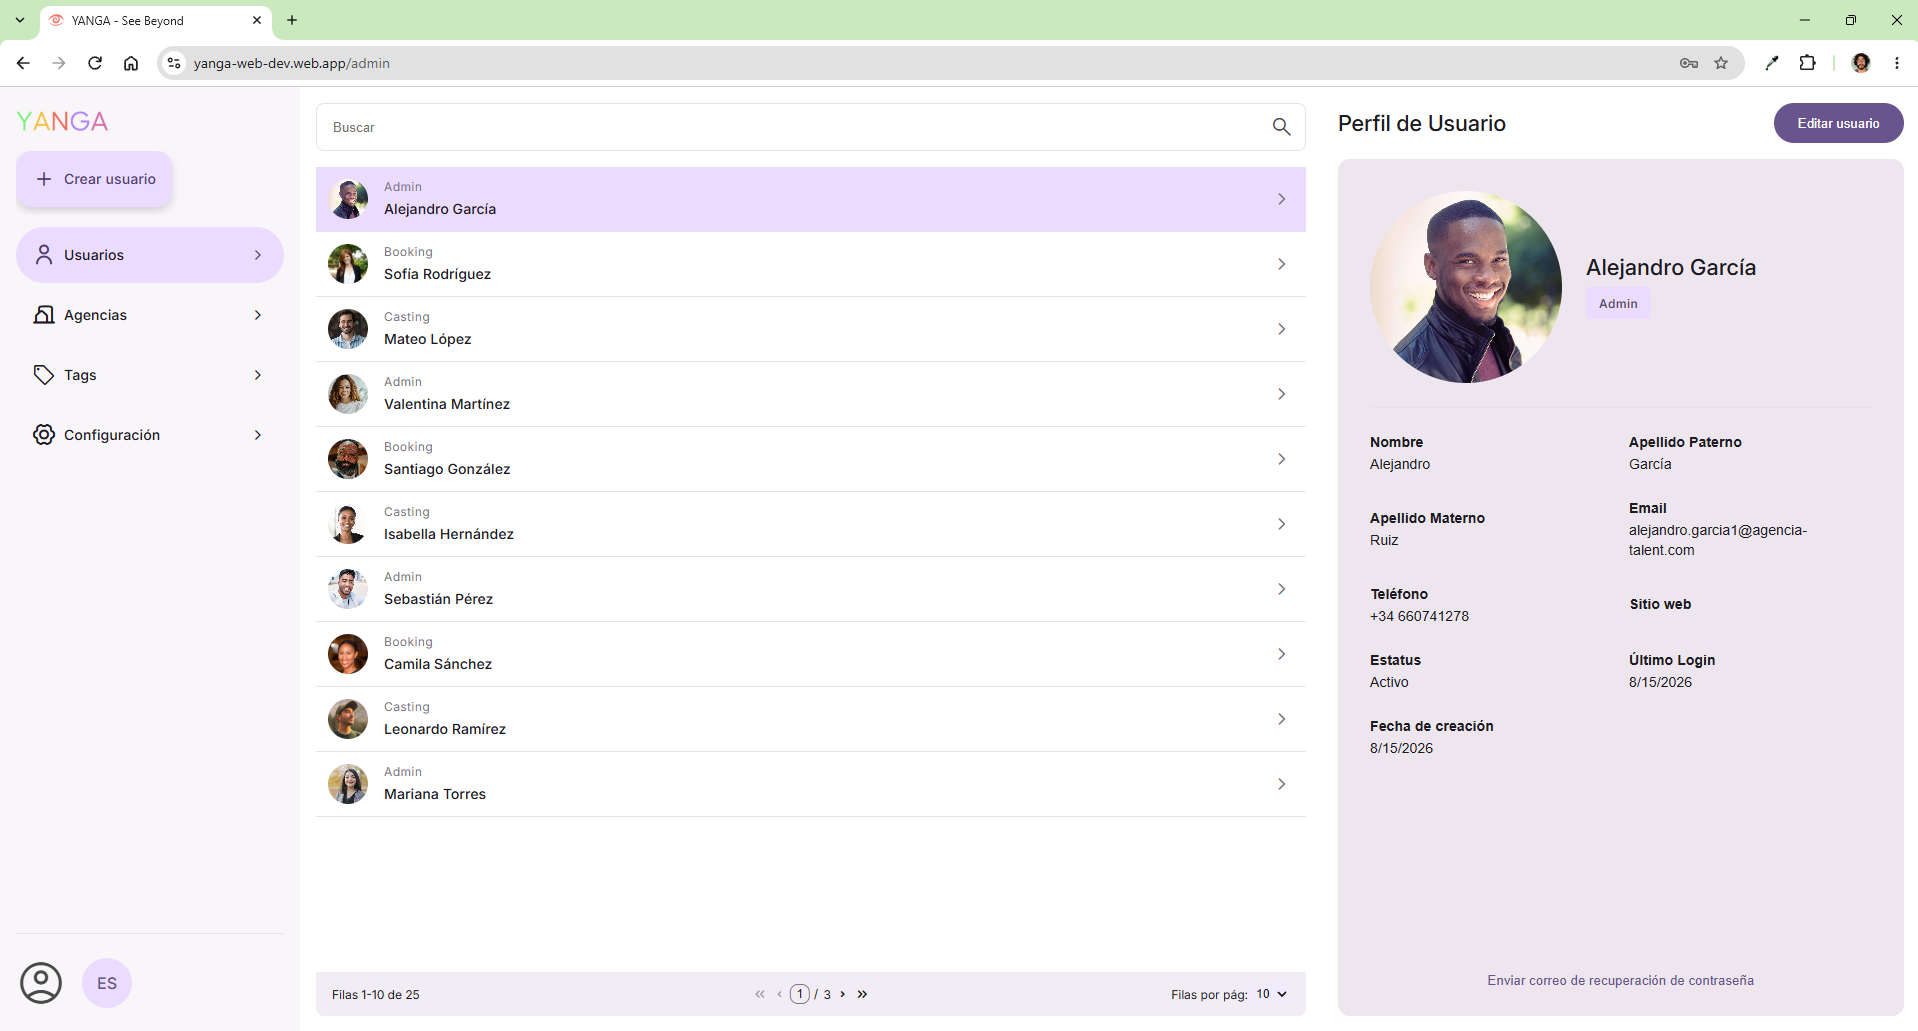 YANGA - See Beyond
yanga-web-dev.web.app/admin
YANGA
Crear usuario
Usuarios
Agencias
Tags
Configuración
ES
Buscar
Admin
Alejandro García
Booking
Sofía Rodríguez
Casting
Mateo López
Admin
Valentina Martínez
Booking
Santiago González
Casting
Isabella Hernández
Admin
Sebastián Pérez
Booking
Camila Sánchez
Casting
Leonardo Ramírez
Admin
Mariana Torres
Filas 1-10 de 25
« ‹ 1 / 3 › »
Filas por pág: 10
Perfil de Usuario
Editar usuario
Alejandro García
Admin
Nombre
Alejandro
Apellido Paterno
García
Apellido Materno
Ruiz
Email
alejandro.garcia1@agencia-
talent.com
Teléfono
+34 660741278
Sitio web
Estatus
Activo
Último Login
8/15/2026
Fecha de creación
8/15/2026
Enviar correo de recuperación de contraseña